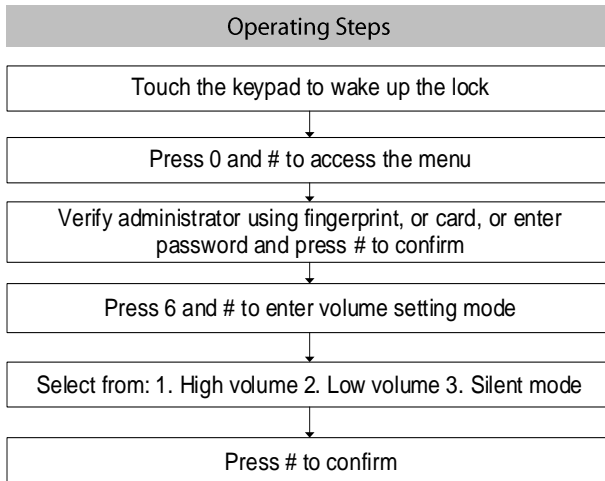 Operating Steps
Touch the keypad to wake up the lock
Press 0 and # to access the menu
Verify administrator using fingerprint, or card, or enter
password and press # to confirm
Press 6 and # to enter volume setting mode
Select from: 1. High volume 2. Low volume 3. Silent mode
Press # to confirm